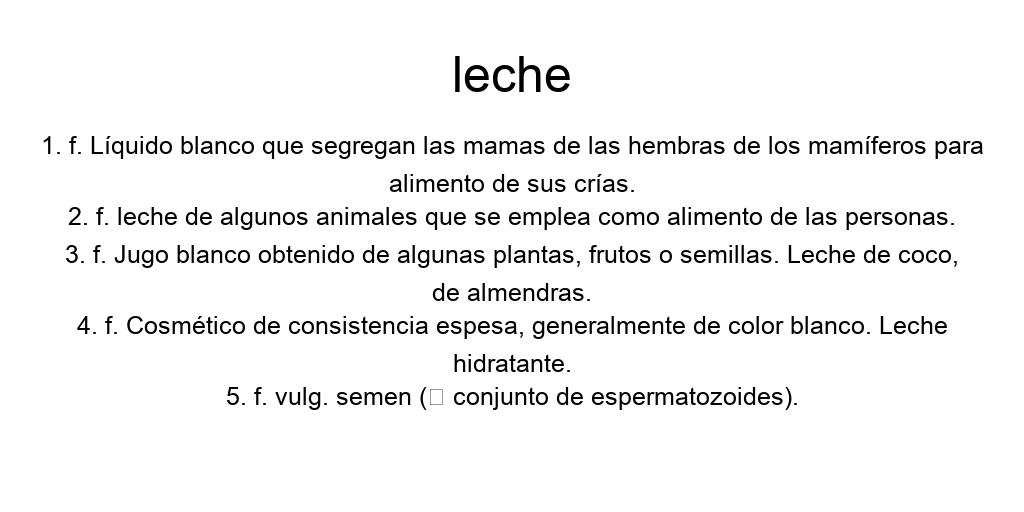 leche
1. f. Líquido blanco que segregan las mamas de las hembras de los mamíferos para
alimento de sus crías.
2. f. leche de algunos animales que se emplea como alimento de las personas.
3. f. Jugo blanco obtenido de algunas plantas, frutos o semillas. Leche de coco,
de almendras.
4. f. Cosmético de consistencia espesa, generalmente de color blanco. Leche
hidratante.
5. f. vulg. semen (▯ conjunto de espermatozoides).